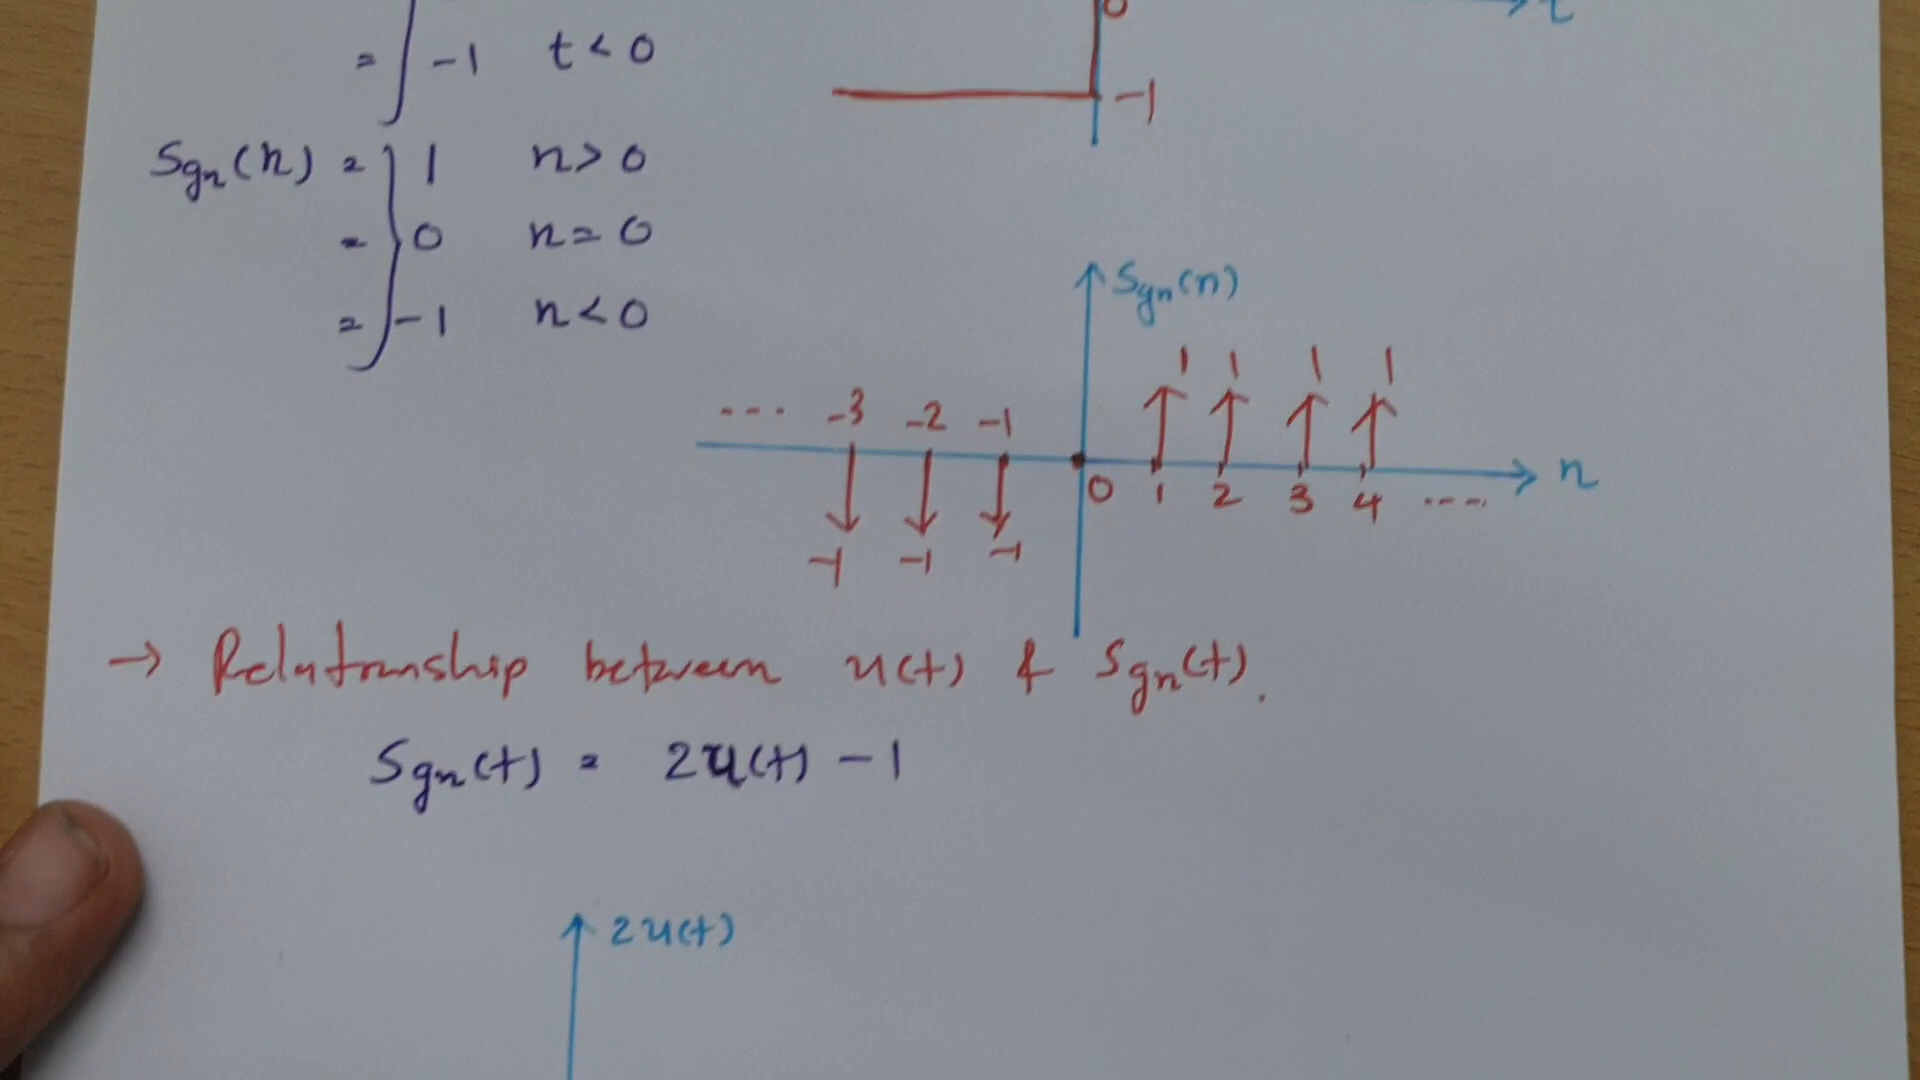 0
t
= -1 t < 0
-1
Sgn(n) = 1 n > 0
= 0 n = 0
= -1 n < 0
Sgn(n)
1 1 1 1
---- -3 -2 -1
n
0 1 2 3 4 ----
-1 -1 -1
→ Relationship between u(t) & Sgn(t).
Sgn(t) = 2u(t) - 1
2u(t)